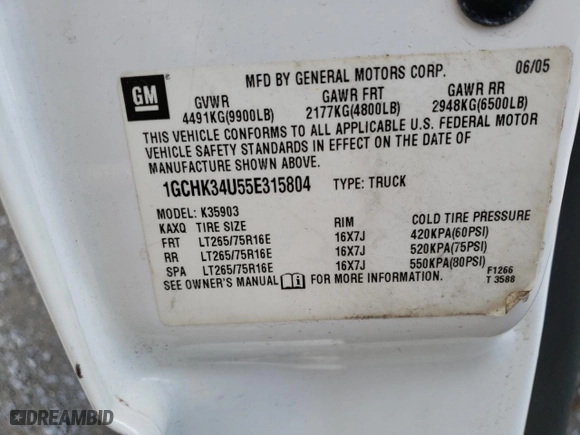 MFD BY GENERAL MOTORS CORP. 06/05
GM
GVWR GAWR FRT GAWR RR
4491KG(9900LB) 2177KG(4800LB) 2948KG(6500LB)
THIS VEHICLE CONFORMS TO ALL APPLICABLE U.S. FEDERAL MOTOR
VEHICLE SAFETY STANDARDS IN EFFECT ON THE DATE OF
MANUFACTURE SHOWN ABOVE.
1GCHK34U55E315804 TYPE: TRUCK
MODEL: K35903
KAXQ TIRE SIZE RIM COLD TIRE PRESSURE
FRT LT265/75R16E 16X7J 420KPA(60PSI)
RR LT265/75R16E 16X7J 520KPA(75PSI)
SPA LT265/75R16E 16X7J 550KPA(80PSI)
SEE OWNER'S MANUAL FOR MORE INFORMATION. F1266
T 3588
DREAMBID